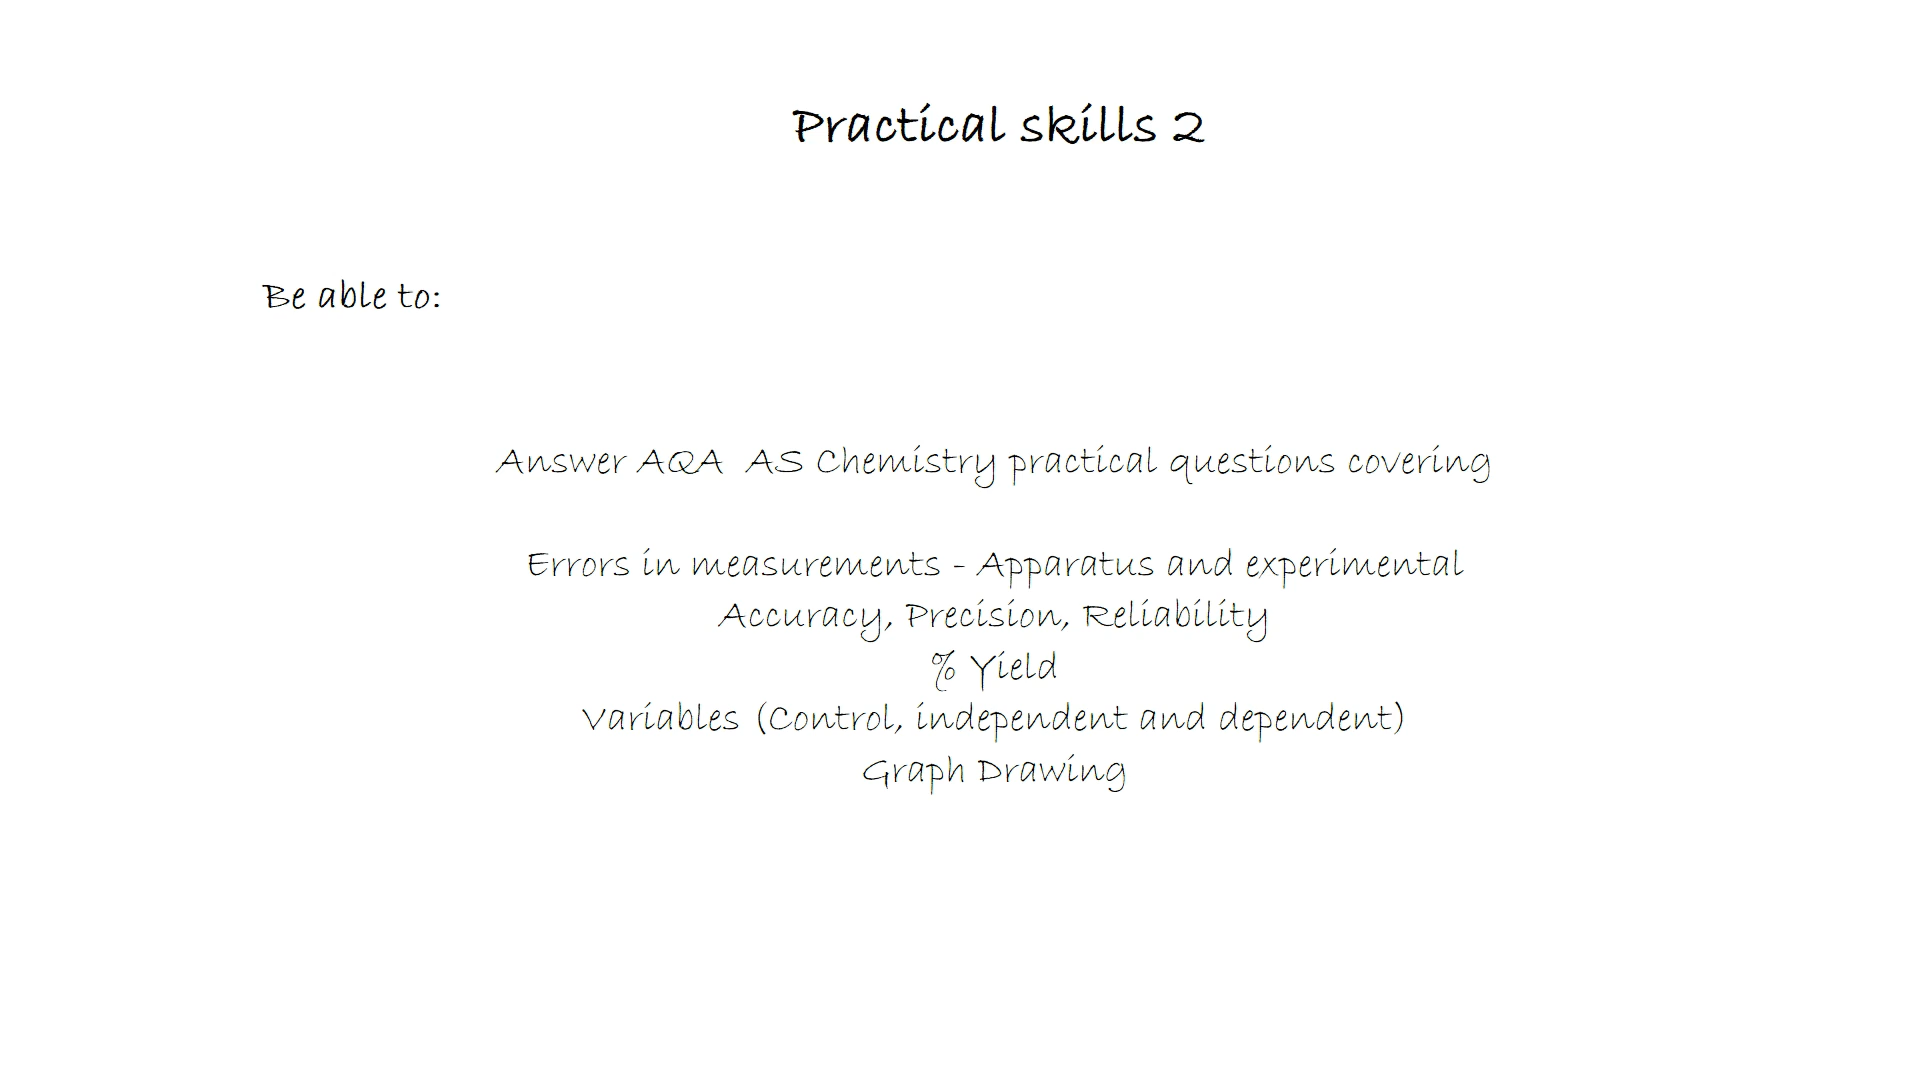 Practical skills 2
Be able to:
Answer AQA  AS Chemistry practical questions covering
Errors in measurements - Apparatus and experimental
Accuracy, Precision, Reliability
% Yield
Variables (Control, independent and dependent)
Graph Drawing